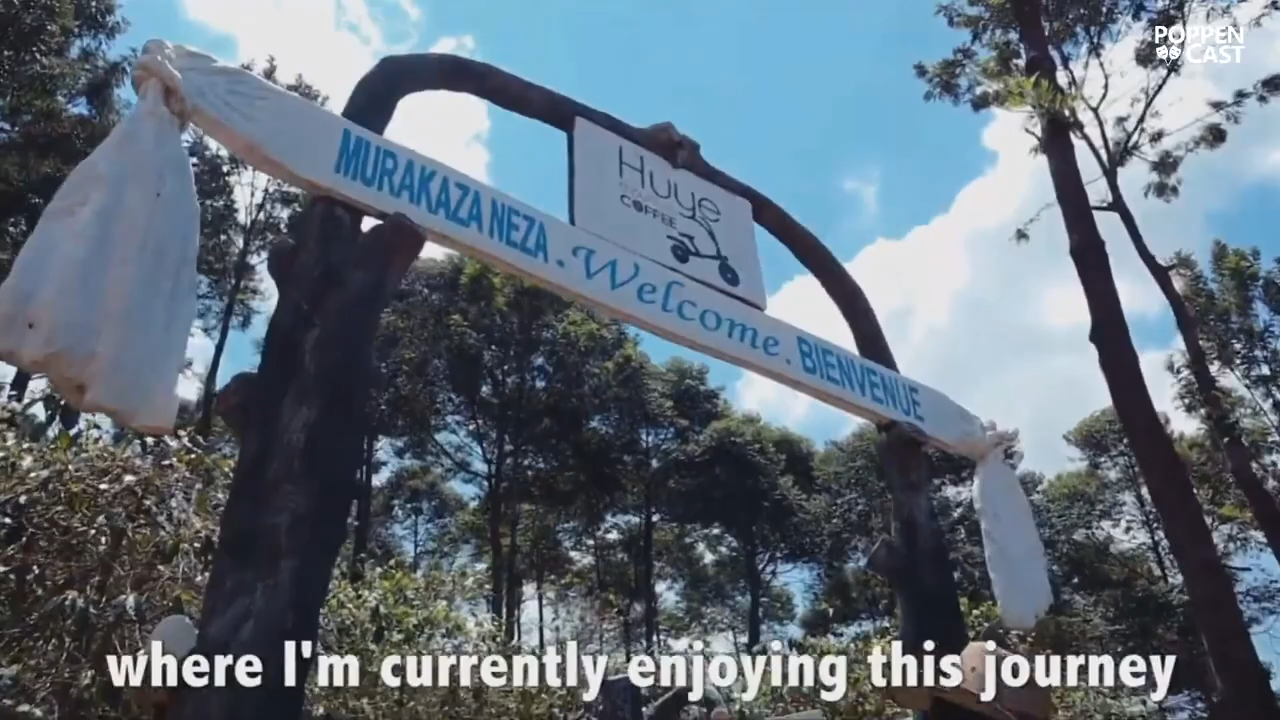 POPPEN
CAST
Huye
COFFEE
MURAKAZA NEZA . Welcome . BIENVENUE
where I'm currently enjoying this journey